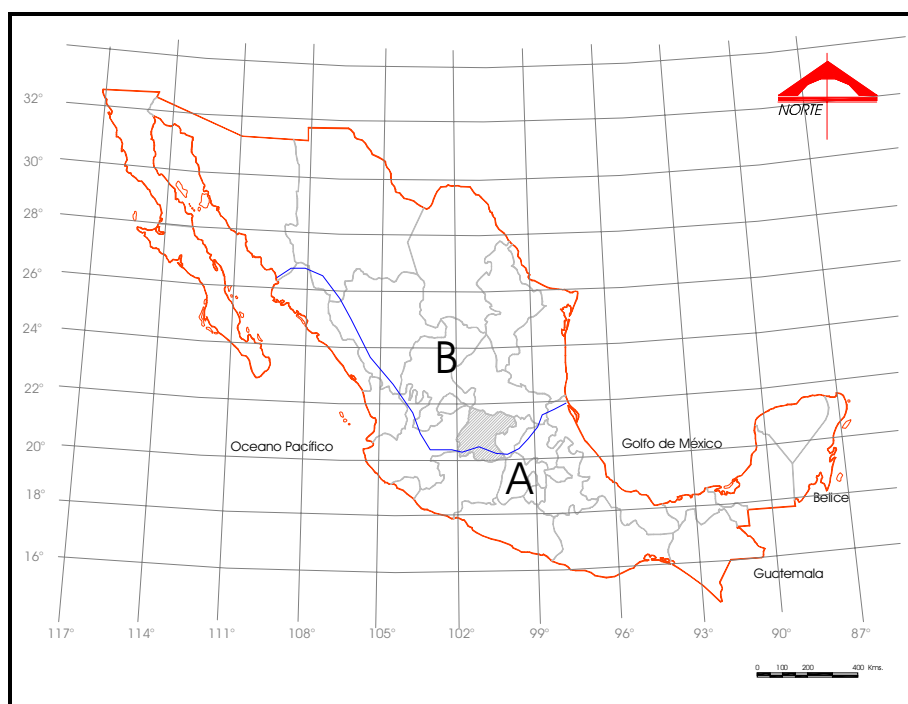 NORTE
32°
30°
28°
26°
24°
22°
20°
18°
16°
B
A
Oceano Pacífico
Golfo de México
Belice
Guatemala
117° 114° 111° 108° 105° 102° 99° 96° 93° 90° 87°
0 100 200 400 Kms.